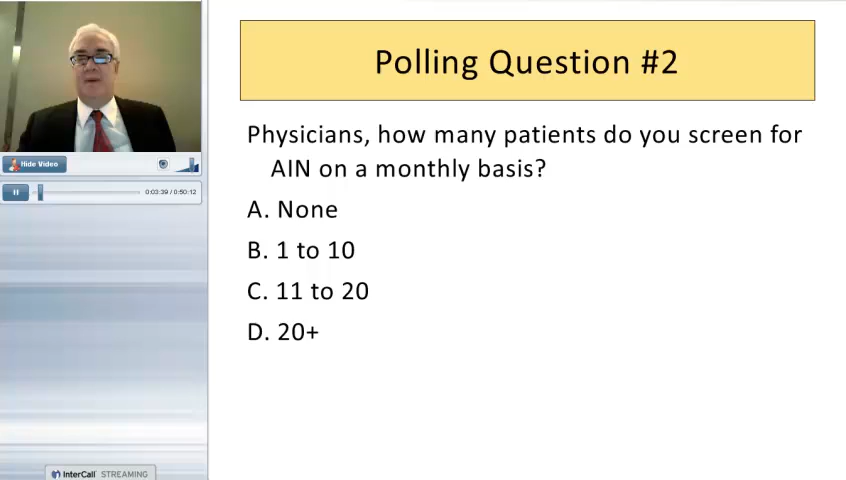 Polling Question #2
Physicians, how many patients do you screen for
AIN on a monthly basis?
A. None
B. 1 to 10
C. 11 to 20
D. 20+
Hide Video
0:03:39 / 0:50:12
InterCall STREAMING